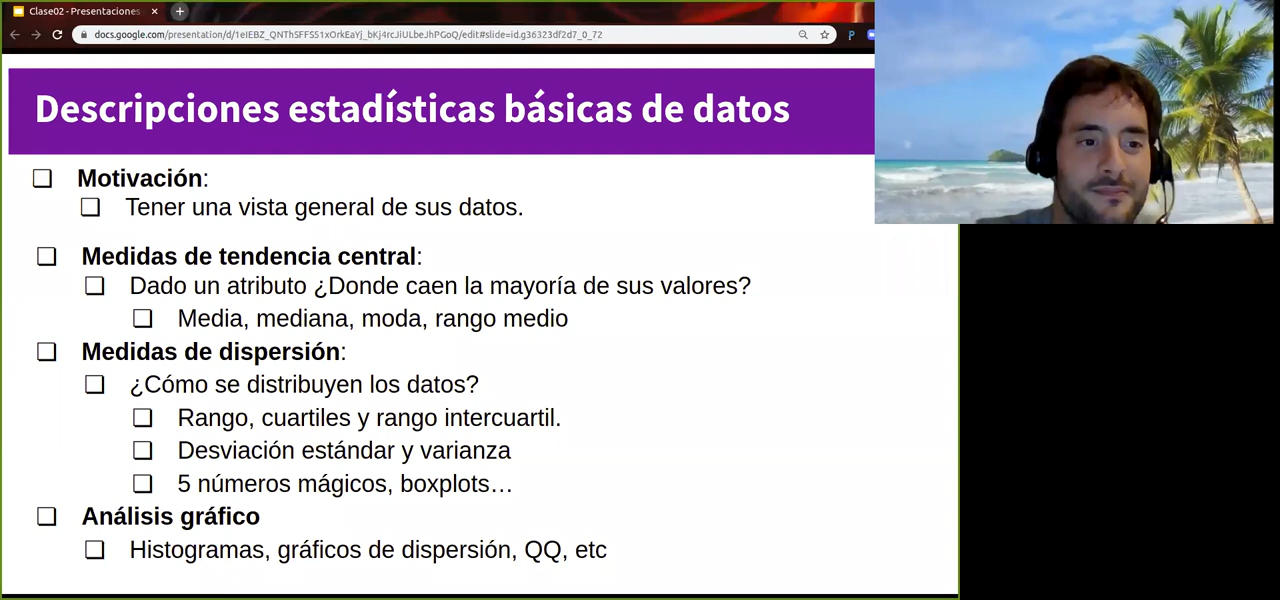 Clase02 - Presentaciones
docs.google.com/presentation/d/1eIEBZ_QNThSFFS51xOrkEaYj_bKj4rcJiULbeJhPGoQ/edit#slide=id.g36323df2d7_0_72
Descripciones estadísticas básicas de datos
Motivación:
Tener una vista general de sus datos.
Medidas de tendencia central:
Dado un atributo ¿Donde caen la mayoría de sus valores?
Media, mediana, moda, rango medio
Medidas de dispersión:
¿Cómo se distribuyen los datos?
Rango, cuartiles y rango intercuartil.
Desviación estándar y varianza
5 números mágicos, boxplots…
Análisis gráfico
Histogramas, gráficos de dispersión, QQ, etc